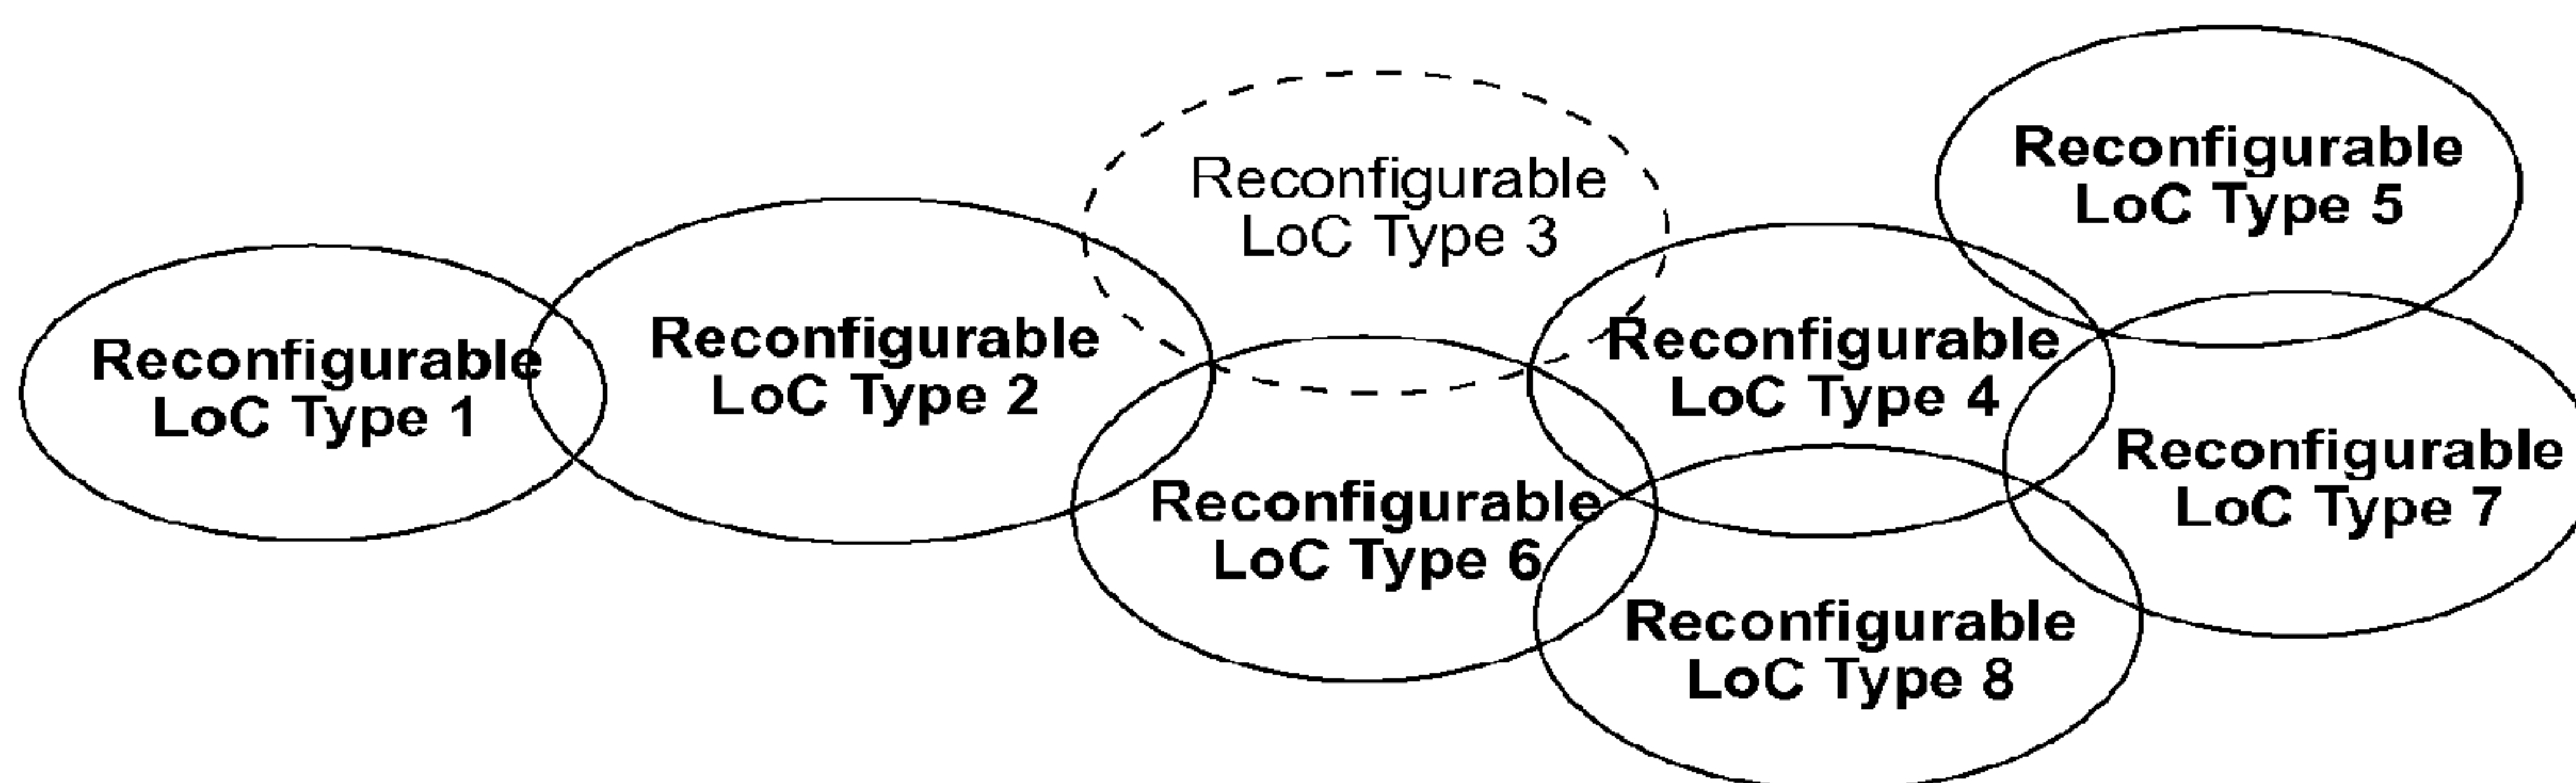 Reconfigurable
LoC Type 1
Reconfigurable
LoC Type 2
Reconfigurable
LoC Type 3
Reconfigurable
LoC Type 4
Reconfigurable
LoC Type 5
Reconfigurable
LoC Type 6
Reconfigurable
LoC Type 7
Reconfigurable
LoC Type 8